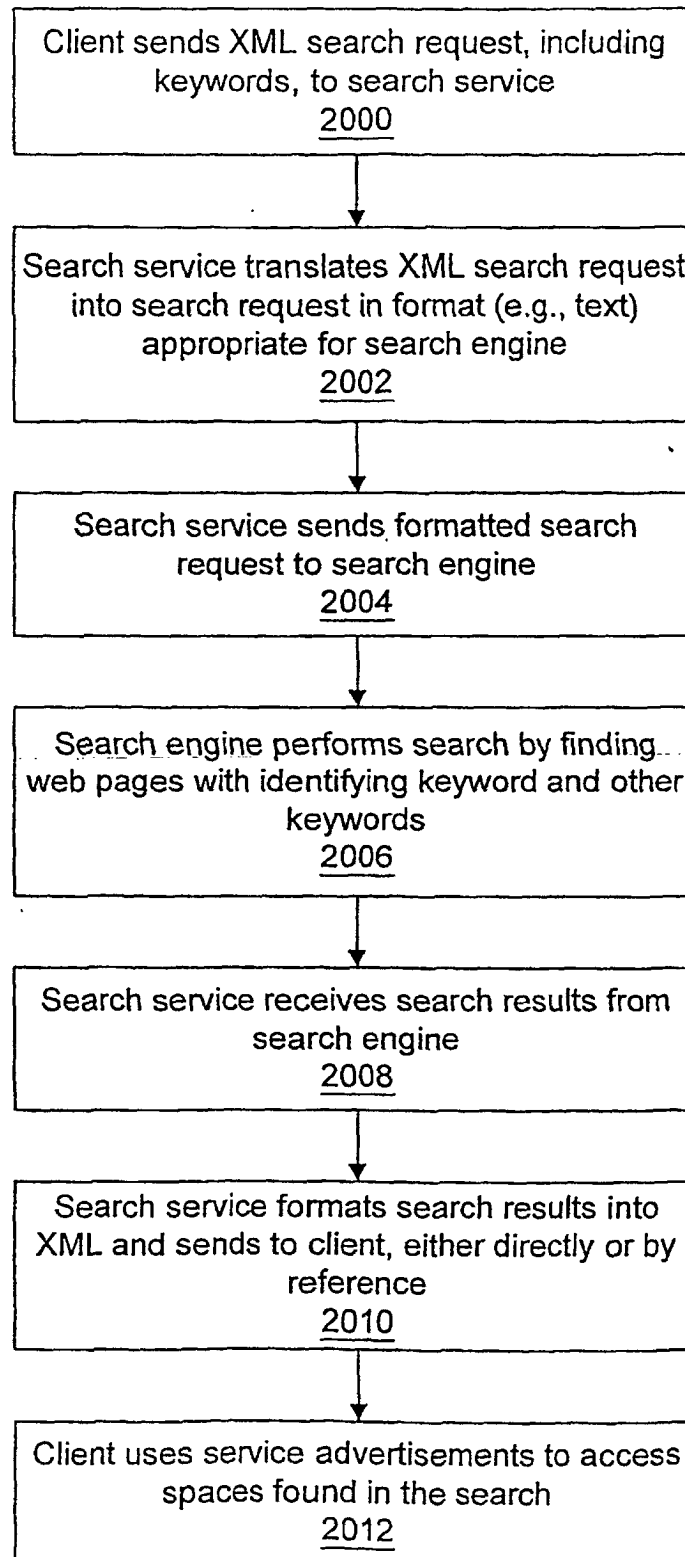 Client sends XML search request, including
keywords, to search service
2000
Search service translates XML search request
into search request in format (e.g., text)
appropriate for search engine
2002
Search service sends formatted search
request to search engine
2004
Search engine performs search by finding
web pages with identifying keyword and other
keywords
2006
Search service receives search results from
search engine
2008
Search service formats search results into
XML and sends to client, either directly or by
reference
2010
Client uses service advertisements to access
spaces found in the search
2012